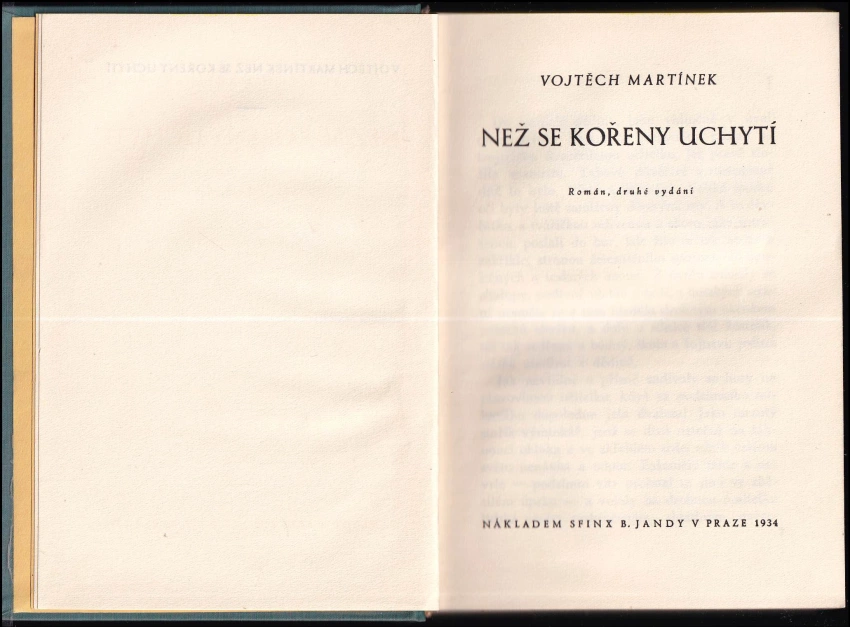 VOJTĚCH MARTÍNEK
NEŽ SE KOŘENY UCHYTÍ
Román, druhé vydání
NÁKLADEM SFINX B. JANDY V PRAZE 1934